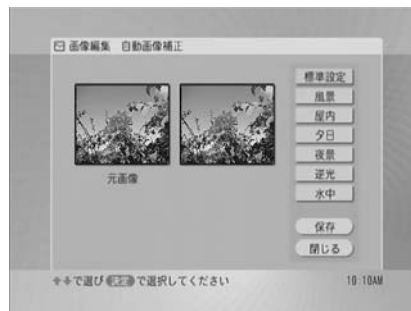 画像編集 自動画像補正
標準設定
風景
屋内
夕日
夜景
逆光
水中
元画像
保存
閉じる
で選び 決定 で選択してください
10:10AM